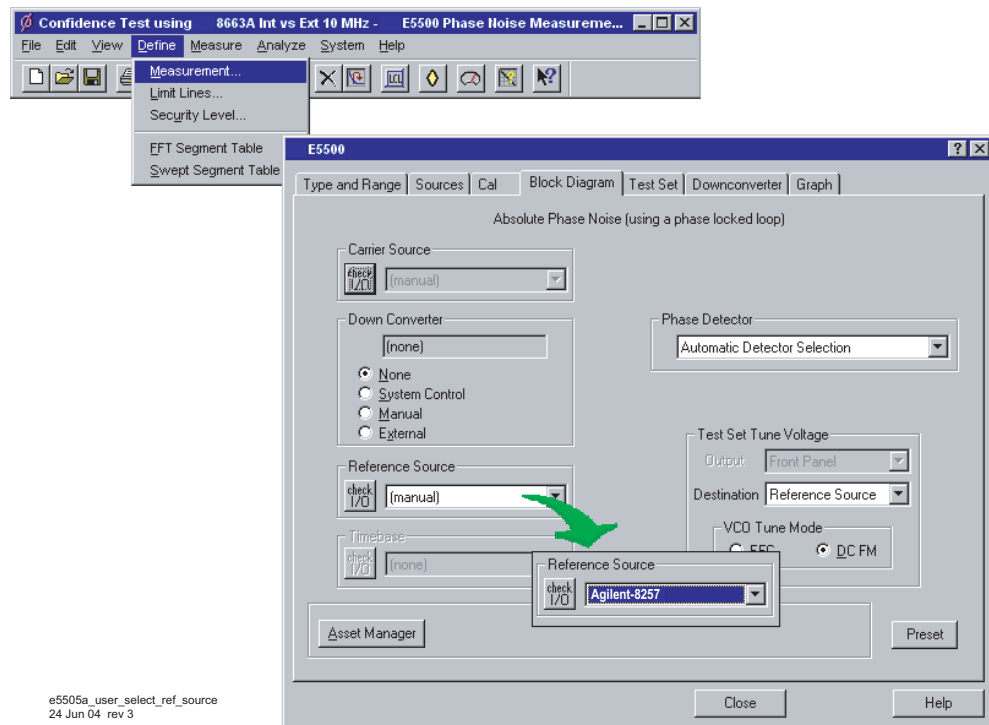 Confidence Test using 8663A Int vs Ext 10 MHz - E5500 Phase Noise Measureme...
File Edit View Define Measure Analyze System Help
Measurement...
Limit Lines...
Security Level...
FFT Segment Table
Swept Segment Table
E5500
Type and Range Sources Cal Block Diagram Test Set Downconverter Graph
Absolute Phase Noise (using a phase locked loop)
Carrier Source
check I/O (manual)
Down Converter
(none)
None
System Control
Manual
External
Phase Detector
Automatic Detector Selection
Reference Source
check I/O (manual)
Timebase
check I/O (none)
Test Set Tune Voltage
Output Front Panel
Destination Reference Source
VCO Tune Mode
EFC DC FM
Reference Source
check I/O Agilent-8257
Asset Manager
Preset
Close Help
e5505a_user_select_ref_source
24 Jun 04 rev 3